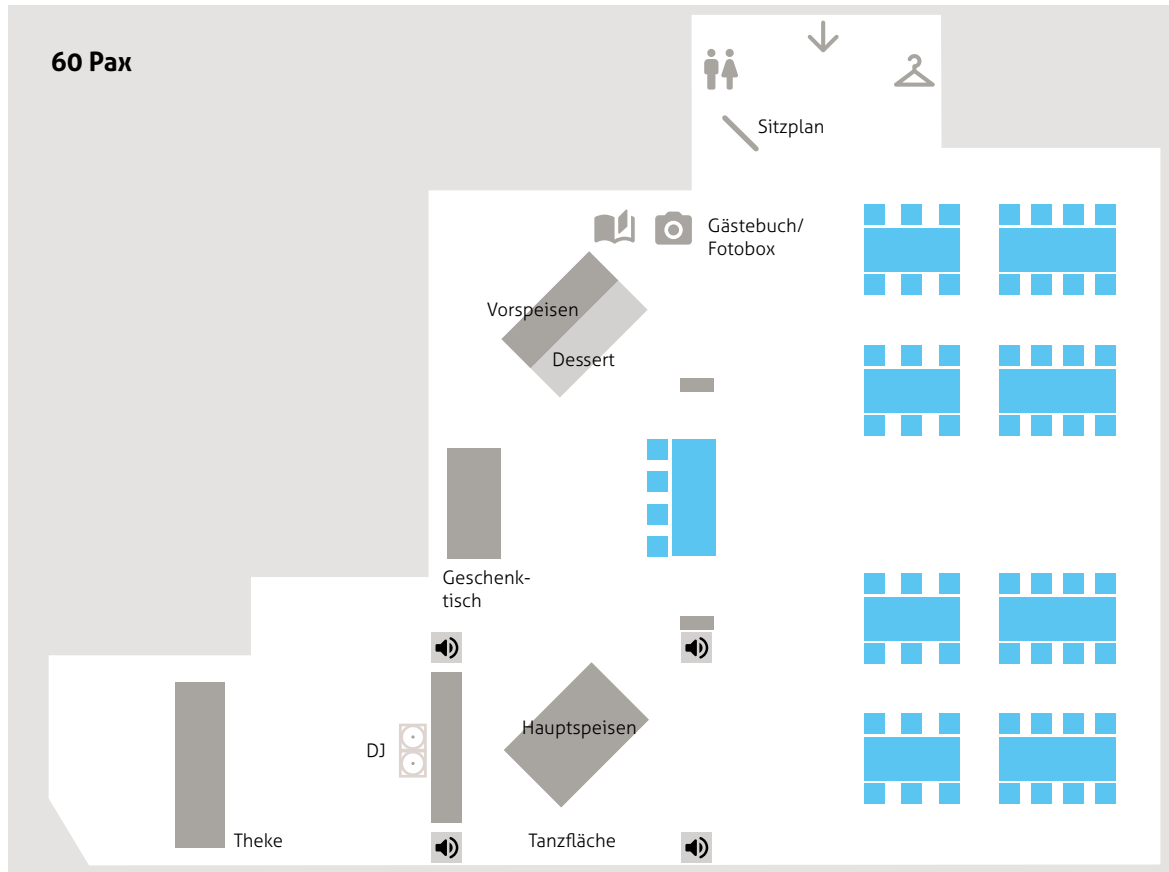 60 Pax
Sitzplan
Gästebuch/
Fotobox
Vorspeisen
Dessert
Geschenk-
tisch
Hauptspeisen
DJ
Theke
Tanzfläche